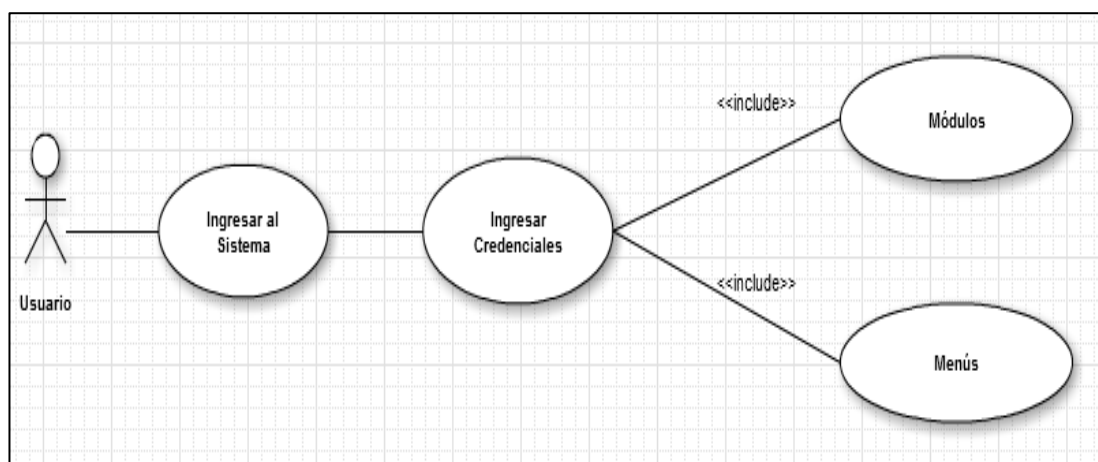 Usuario
Ingresar al
Sistema
Ingresar
Credenciales
<<include>>
Módulos
<<include>>
Menús